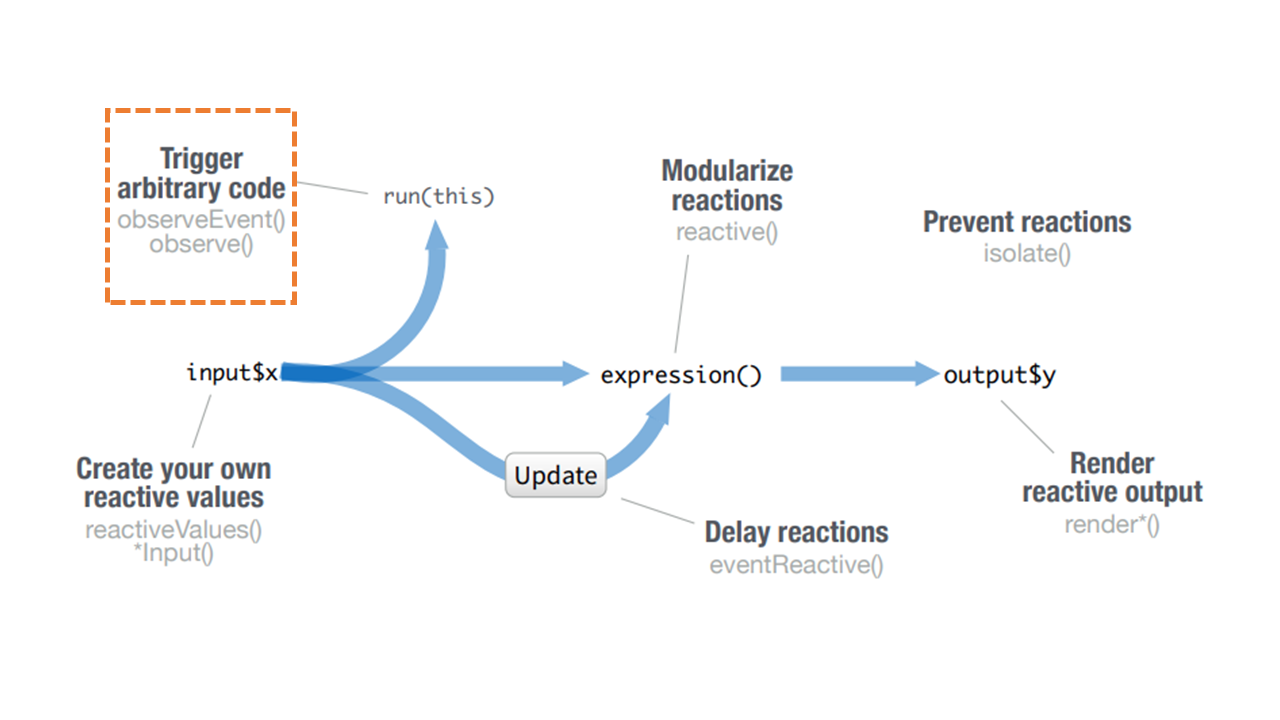 Trigger
arbitrary code
observeEvent()
observe()
run(this)
Modularize
reactions
reactive()
Prevent reactions
isolate()
input$x
expression()
output$y
Create your own
reactive values
reactiveValues()
*Input()
Update
Delay reactions
eventReactive()
Render
reactive output
render*()